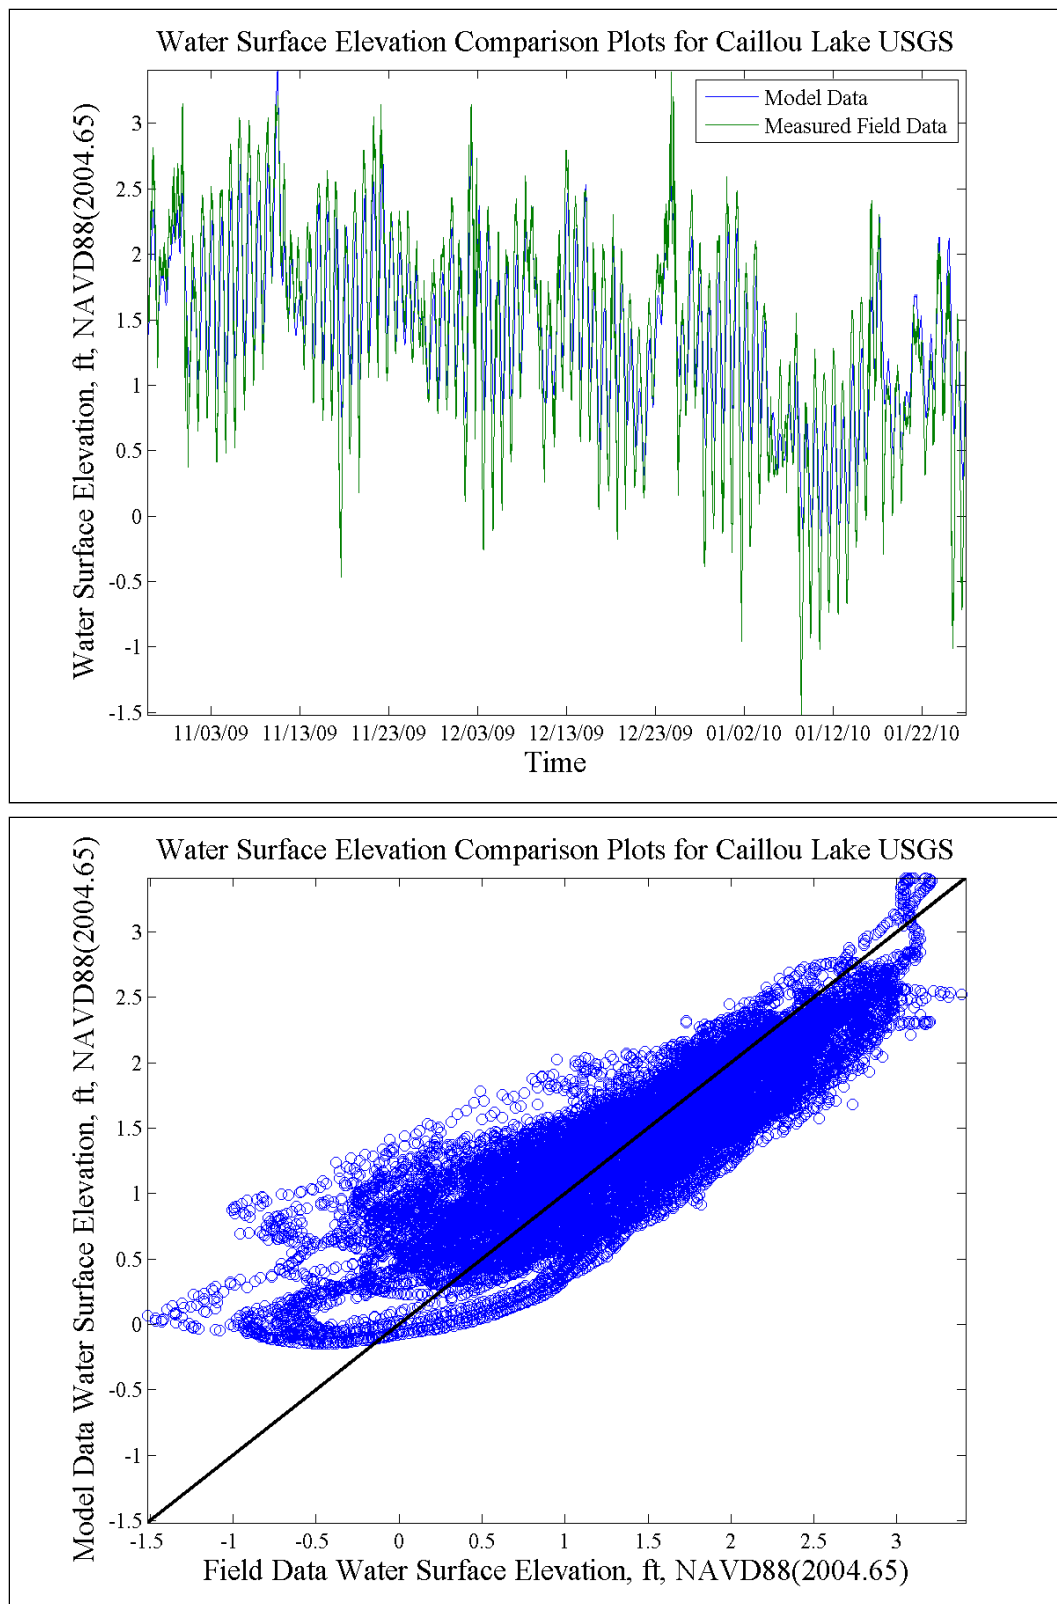 Water Surface Elevation Comparison Plots for Caillou Lake USGS
Model Data
Measured Field Data
Water Surface Elevation, ft, NAVD88(2004.65)
3
2.5
2
1.5
1
0.5
0
-0.5
-1
-1.5
11/03/09 11/13/09 11/23/09 12/03/09 12/13/09 12/23/09 01/02/10 01/12/10 01/22/10
Time
Water Surface Elevation Comparison Plots for Caillou Lake USGS
Model Data Water Surface Elevation, ft, NAVD88(2004.65)
3
2.5
2
1.5
1
0.5
0
-0.5
-1
-1.5
-1.5 -1 -0.5 0 0.5 1 1.5 2 2.5 3
Field Data Water Surface Elevation, ft, NAVD88(2004.65)